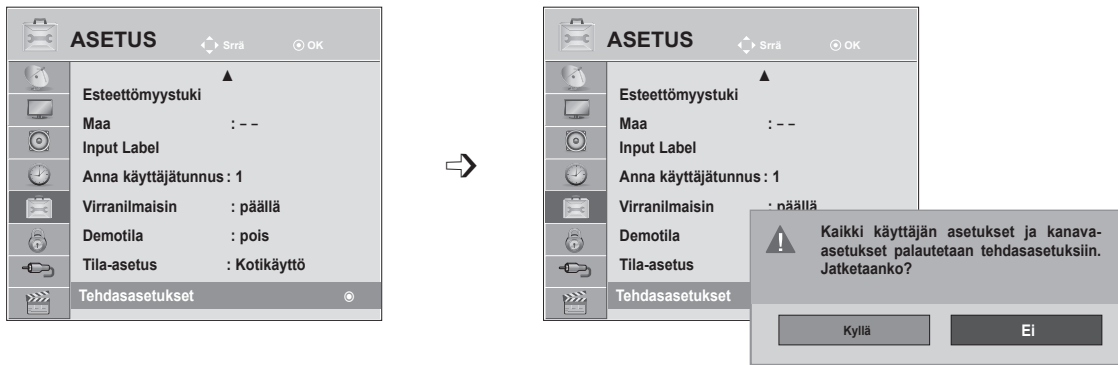 ASETUS Srrä OK
Esteettömyystuki
Maa : – –
Input Label
Anna käyttäjätunnus : 1
Virranilmaisin : päällä
Demotila : pois
Tila-asetus : Kotikäyttö
Tehdasasetukset
ASETUS Srrä OK
Esteettömyystuki
Maa : – –
Input Label
Anna käyttäjätunnus : 1
Virranilmaisin : päällä
Demotila
Tila-asetus
Tehdasasetukset
Kaikki käyttäjän asetukset ja kanava-
asetukset palautetaan tehdasasetuksiin.
Jatketaanko?
Kyllä Ei